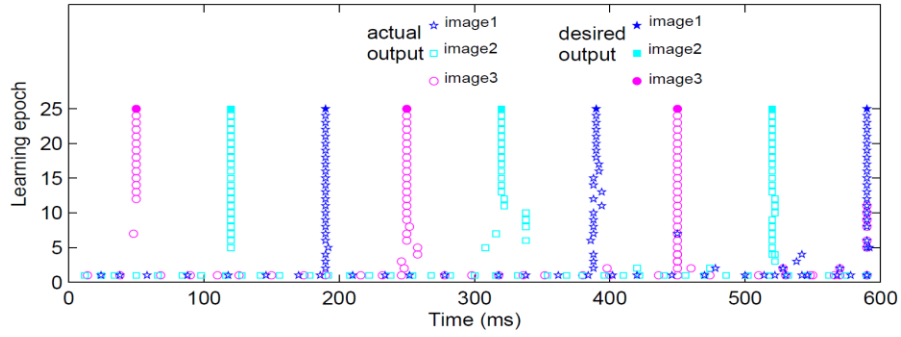 actual output
image1
image2
image3
desired output
image1
image2
image3
Learning epoch
25
20
15
10
5
0
0 100 200 300 400 500 600
Time (ms)